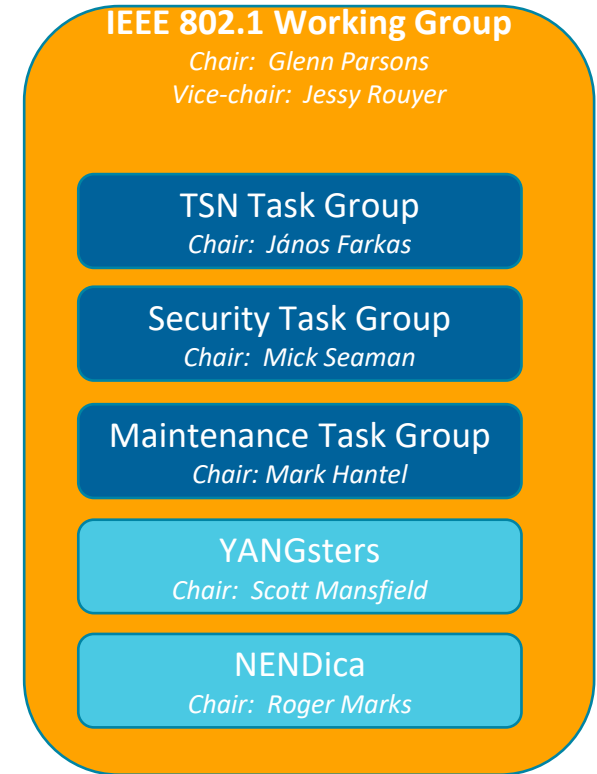 IEEE 802.1 Working Group
Chair:  Glenn Parsons
Vice-chair:  Jessy Rouyer
TSN Task Group
Chair:  János Farkas
Security Task Group
Chair:  Mick Seaman
Maintenance Task Group
Chair: Mark Hantel
YANGsters
Chair:  Scott Mansfield
NENDica
Chair:  Roger Marks